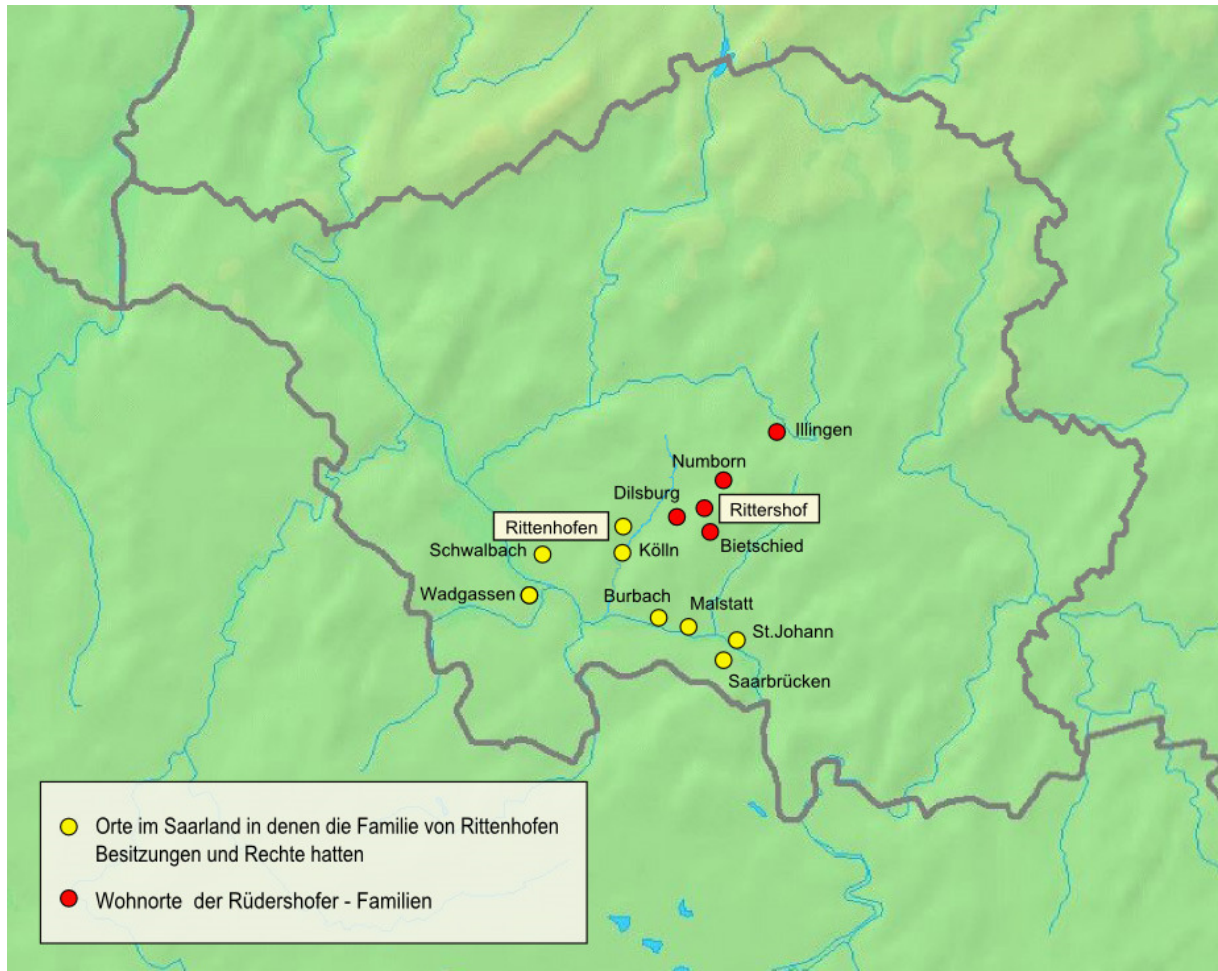 Illingen
Numborn
Dilsburg
Rittershof
Rittenhofen
Bietschied
Schwalbach
Kölln
Wadgassen
Burbach
Malstatt
St.Johann
Saarbrücken
Orte im Saarland in denen die Familie von Rittenhofen
Besitzungen und Rechte hatten
Wohnorte der Rüdershofer - Familien